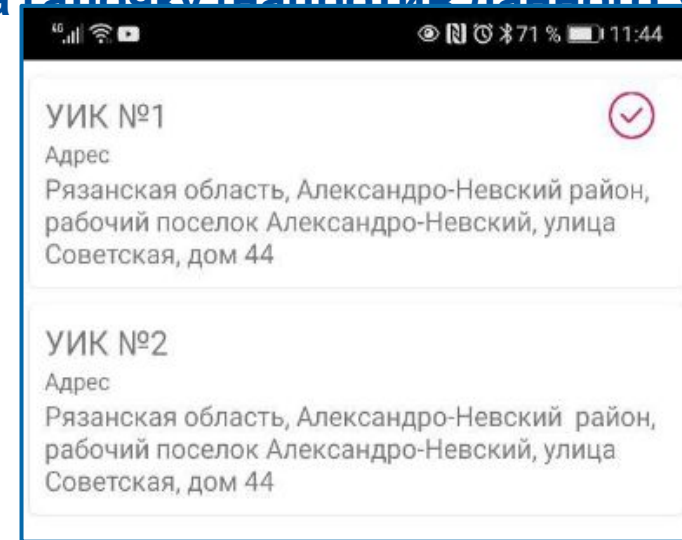 4G 71 % 11:44
УИК №1
Адрес
Рязанская область, Александро-Невский район,
рабочий поселок Александро-Невский, улица
Советская, дом 44
УИК №2
Адрес
Рязанская область, Александро-Невский район,
рабочий поселок Александро-Невский, улица
Советская, дом 44